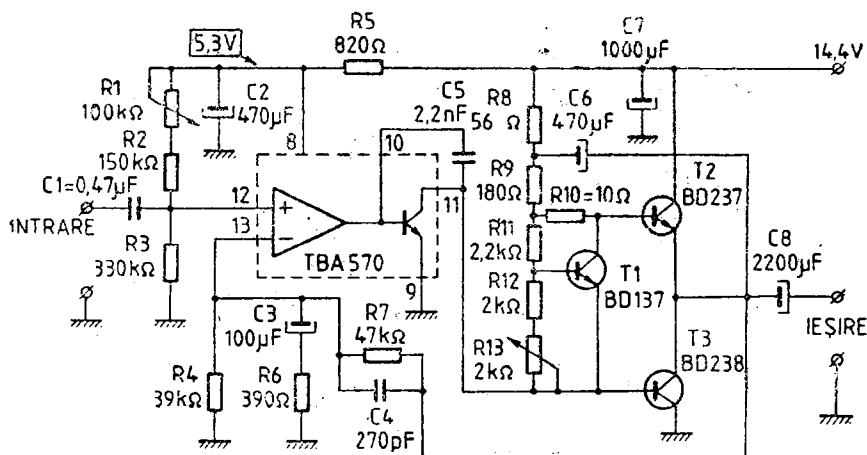 5,3V
R5
820Ω
C7
1000µF
14,4V
R1
100kΩ
C2
470µF
8
10
C5
2,2nF
R8
56 Ω
C6
470µF
R2
150kΩ
C1=0,47µF
12
13
+
−
11
R9
180Ω
R10=10Ω
T2
BD237
INTRARE
R3
330kΩ
TBA570
9
R11
2,2kΩ
R12
2kΩ
T1
BD137
C8
2200µF
C3
100µF
R7
47kΩ
R13
2kΩ
T3
BD238
IEȘIRE
R4
39kΩ
R6
390Ω
C4
270pF